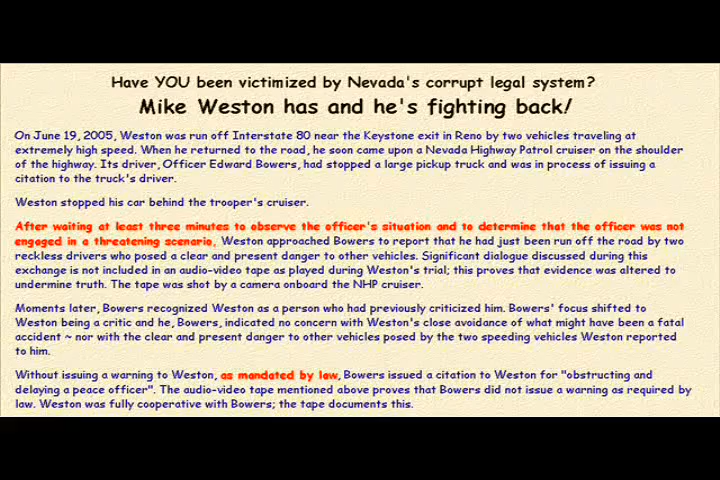 Have YOU been victimized by Nevada's corrupt legal system?
Mike Weston has and he's fighting back!
On June 19, 2005, Weston was run off Interstate 80 near the Keystone exit in Reno by two vehicles traveling at
extremely high speed. When he returned to the road, he soon came upon a Nevada Highway Patrol cruiser on the shoulder
of the highway. Its driver, Officer Edward Bowers, had stopped a large pickup truck and was in process of issuing a
citation to the truck's driver.
Weston stopped his car behind the trooper's cruiser.
After waiting at least three minutes to observe the officer's situation and to determine that the officer was not
engaged in a threatening scenario, Weston approached Bowers to report that he had just been run off the road by two
reckless drivers who posed a clear and present danger to other vehicles. Significant dialogue discussed during this
exchange is not included in an audio-video tape as played during Weston's trial; this proves that evidence was altered to
undermine truth. The tape was shot by a camera onboard the NHP cruiser.
Moments later, Bowers recognized Weston as a person who had previously criticized him. Bowers' focus shifted to
Weston being a critic and he, Bowers, indicated no concern with Weston's close avoidance of what might have been a fatal
accident ~ nor with the clear and present danger to other vehicles posed by the two speeding vehicles Weston reported
to him.
Without issuing a warning to Weston, as mandated by law, Bowers issued a citation to Weston for "obstructing and
delaying a peace officer". The audio-video tape mentioned above proves that Bowers did not issue a warning as required by
law. Weston was fully cooperative with Bowers; the tape documents this.